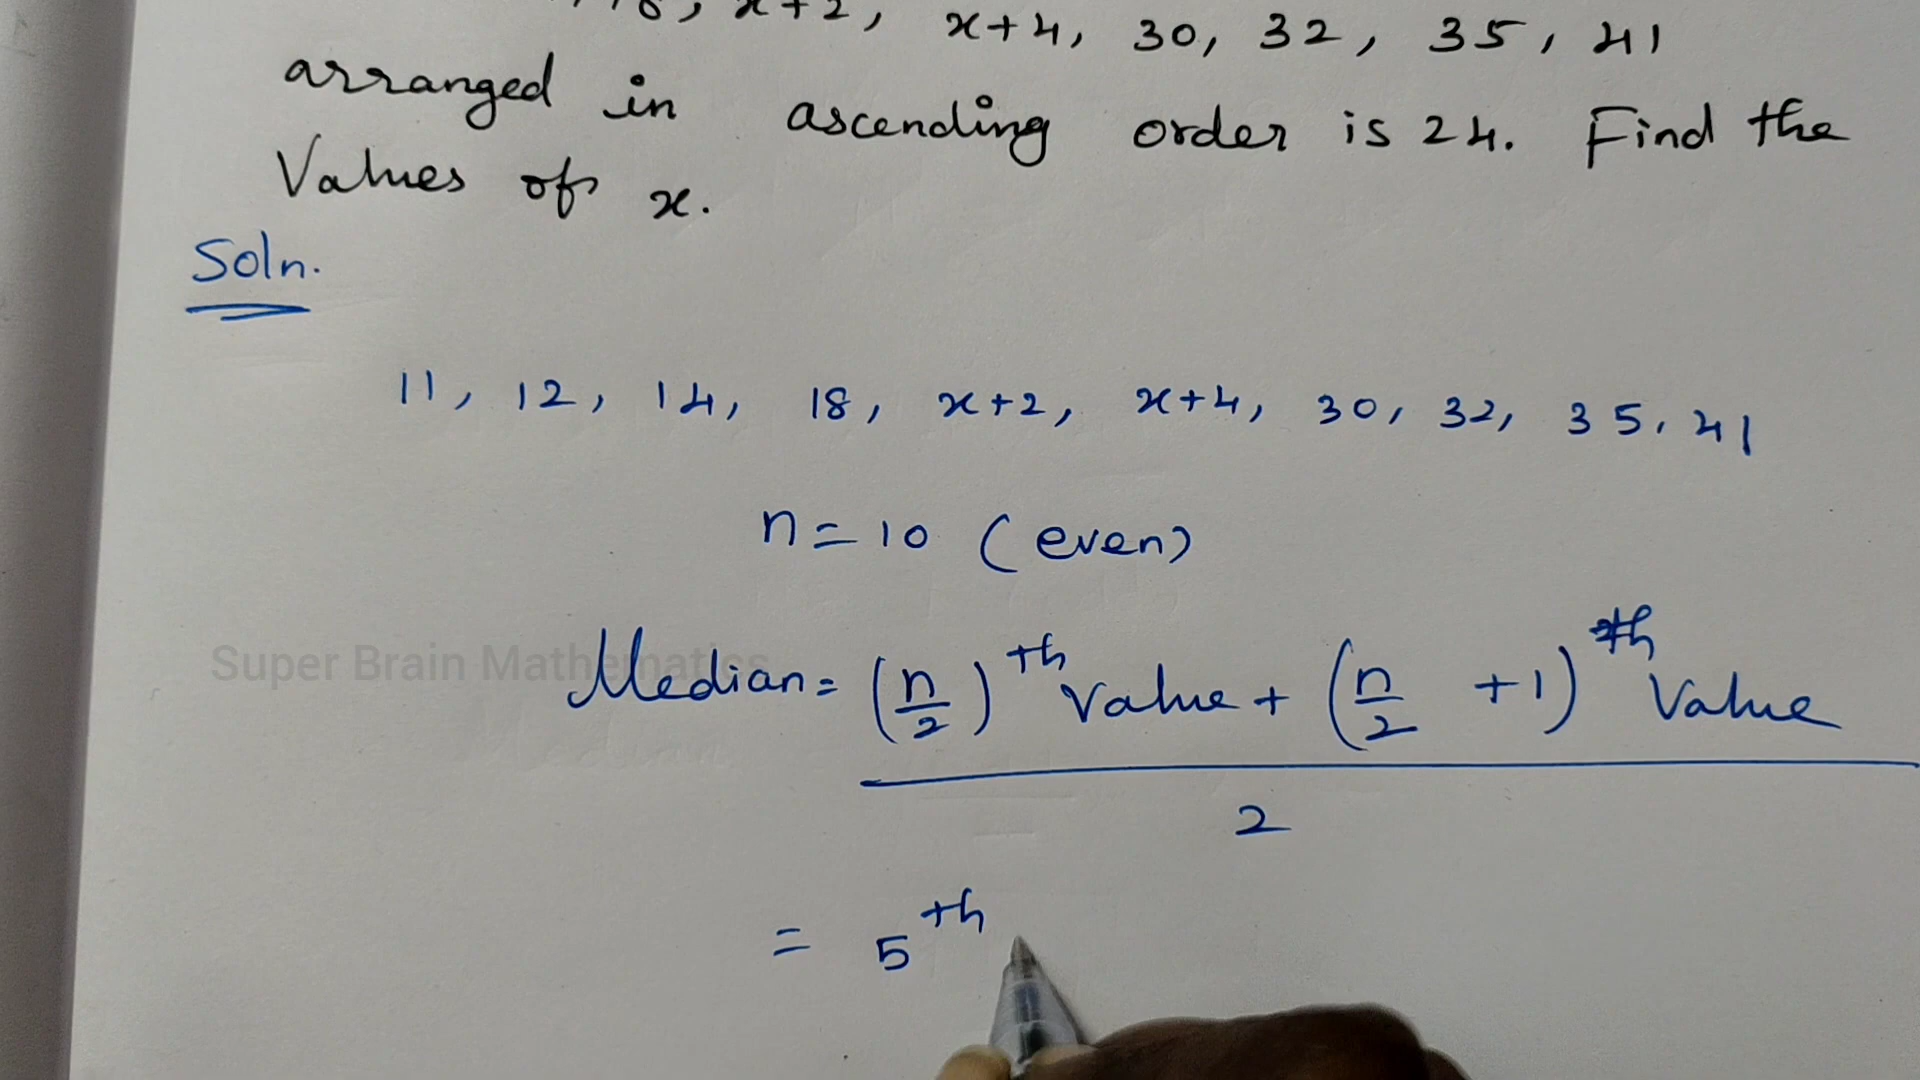 18, x+2, x+4, 30, 32, 35, 41
arranged in ascending order is 24. Find the
Values of x.
Soln.
11, 12, 14, 18, x+2, x+4, 30, 32, 35, 41
n = 10 (even)
Super Brain Mathematics
Median = (n/2)th Value + (n/2 + 1)th Value
2
= 5th